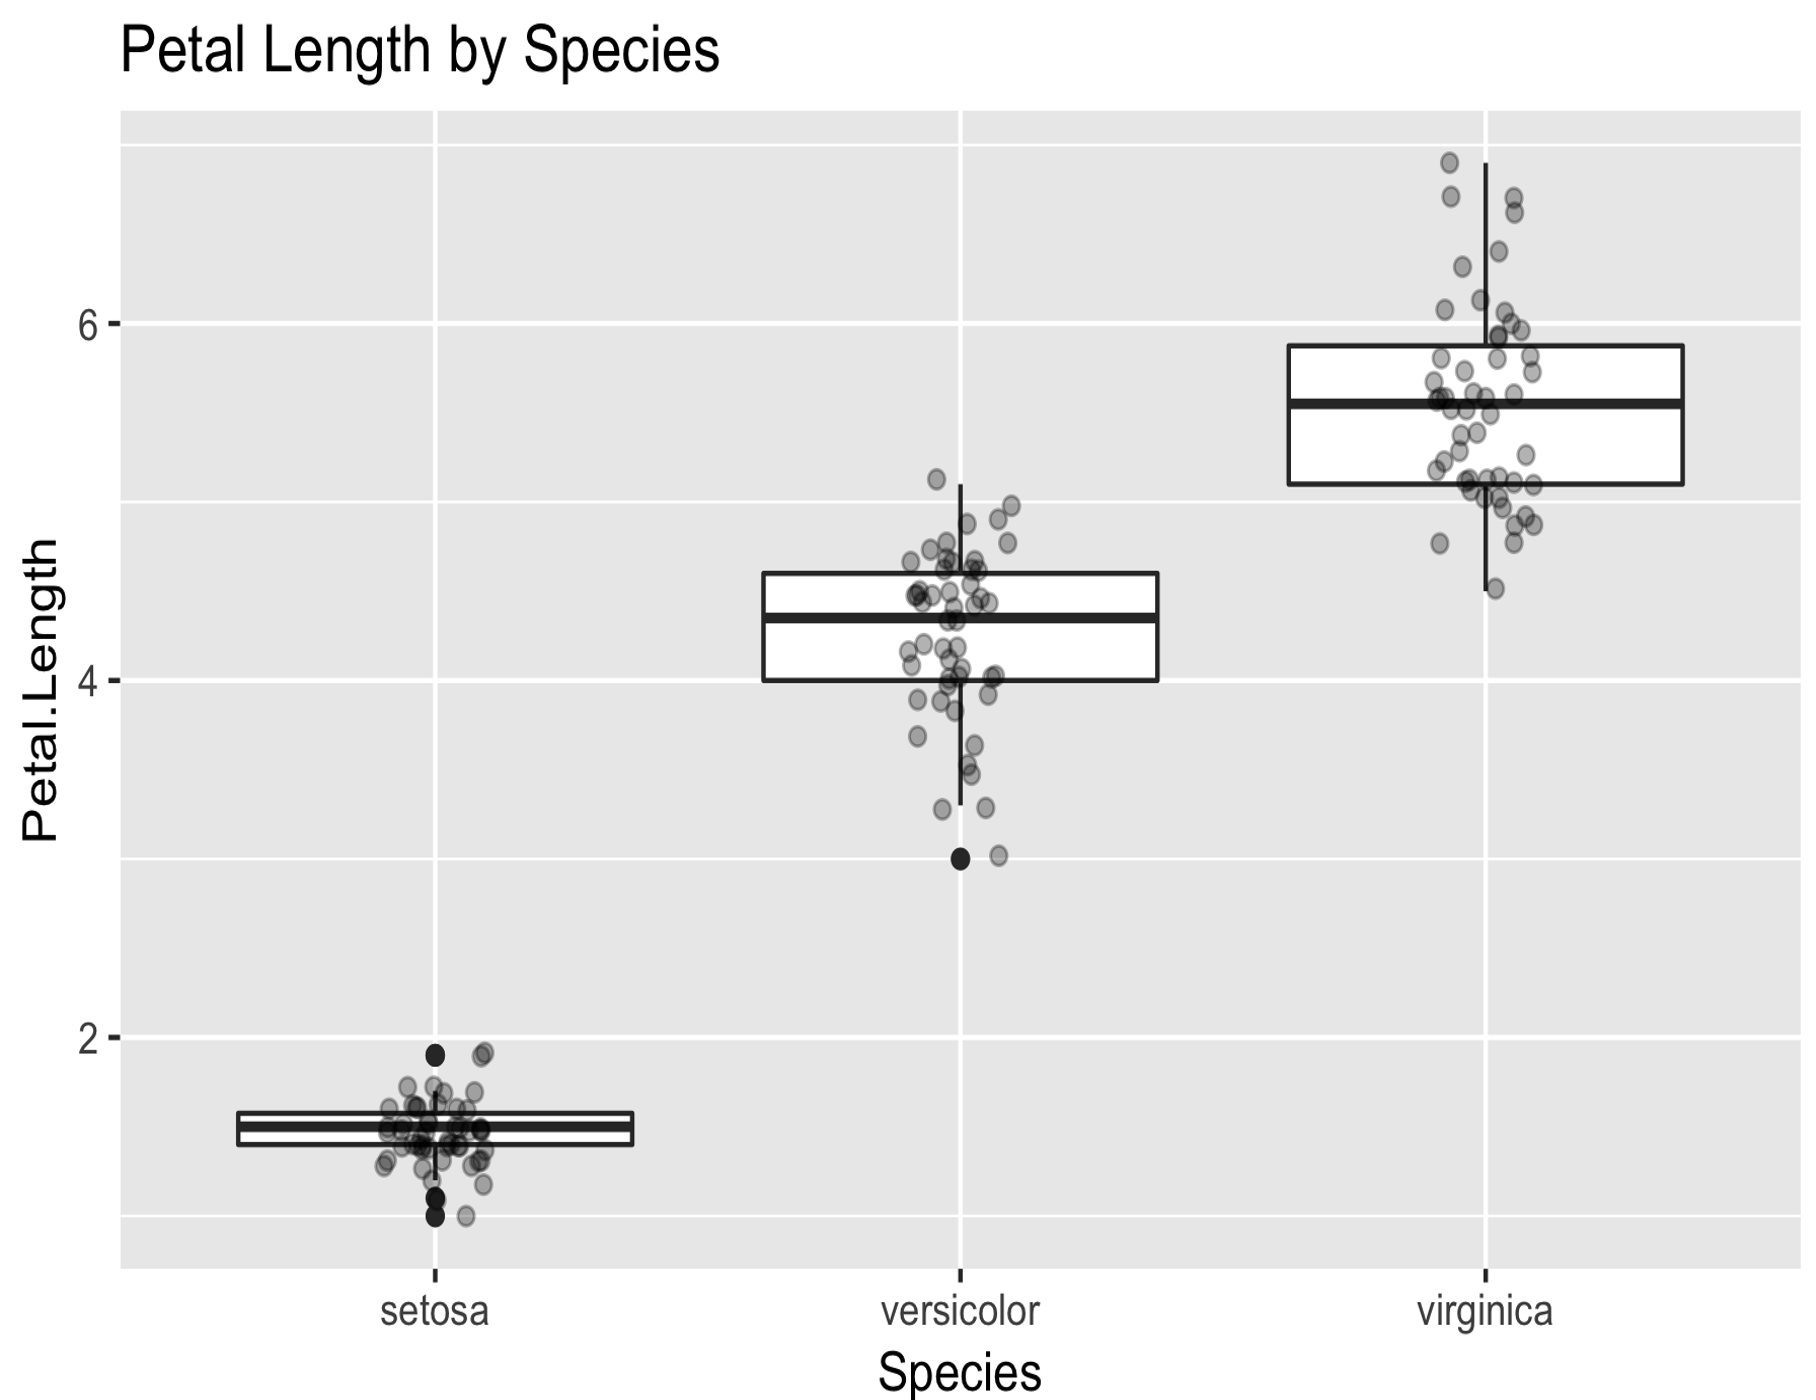 Petal Length by Species
Petal.Length
6
4
2
setosa
versicolor
virginica
Species